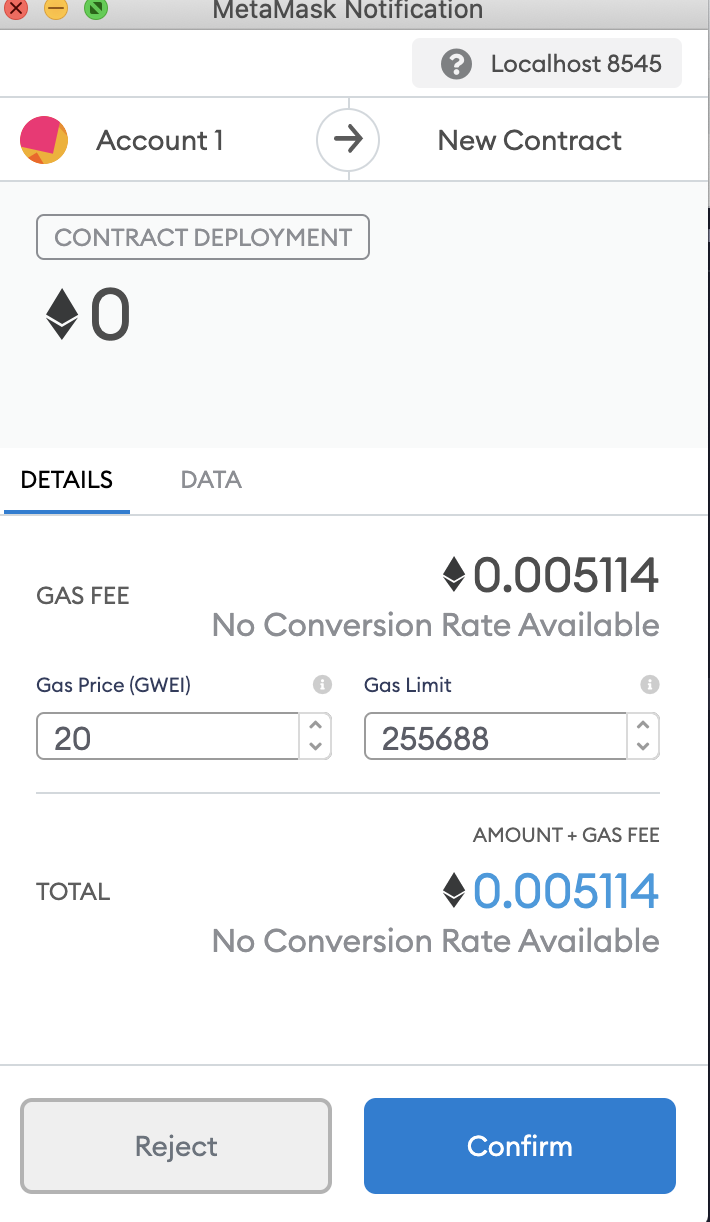 MetaMask Notification
Localhost 8545
Account 1
New Contract
CONTRACT DEPLOYMENT
0
DETAILS
DATA
GAS FEE
0.005114
No Conversion Rate Available
Gas Price (GWEI)
Gas Limit
20
255688
AMOUNT + GAS FEE
TOTAL
0.005114
No Conversion Rate Available
Reject
Confirm